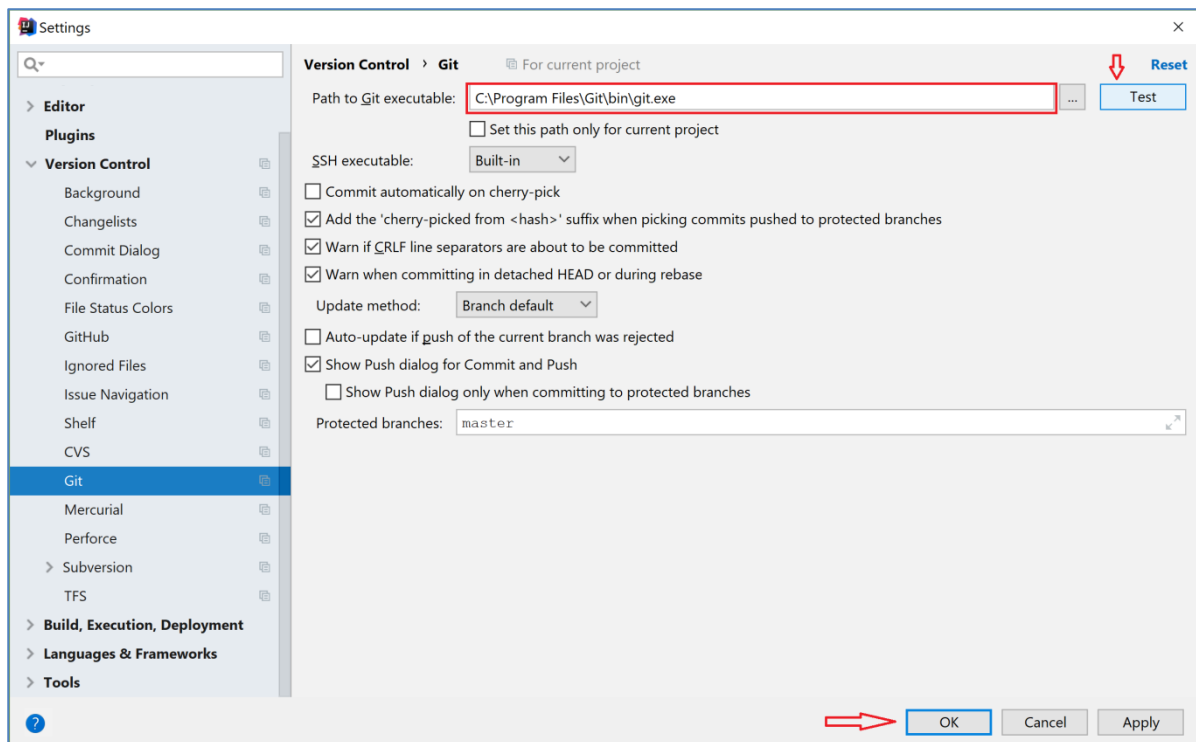 Settings
Version Control › Git For current project Reset
Path to Git executable: C:\Program Files\Git\bin\git.exe ... Test
Set this path only for current project
SSH executable: Built-in
Commit automatically on cherry-pick
Add the 'cherry-picked from <hash>' suffix when picking commits pushed to protected branches
Warn if CRLF line separators are about to be committed
Warn when committing in detached HEAD or during rebase
Update method: Branch default
Auto-update if push of the current branch was rejected
Show Push dialog for Commit and Push
Show Push dialog only when committing to protected branches
Protected branches: master
Editor
Plugins
Version Control
Background
Changelists
Commit Dialog
Confirmation
File Status Colors
GitHub
Ignored Files
Issue Navigation
Shelf
CVS
Git
Mercurial
Perforce
Subversion
TFS
Build, Execution, Deployment
Languages & Frameworks
Tools
? OK Cancel Apply